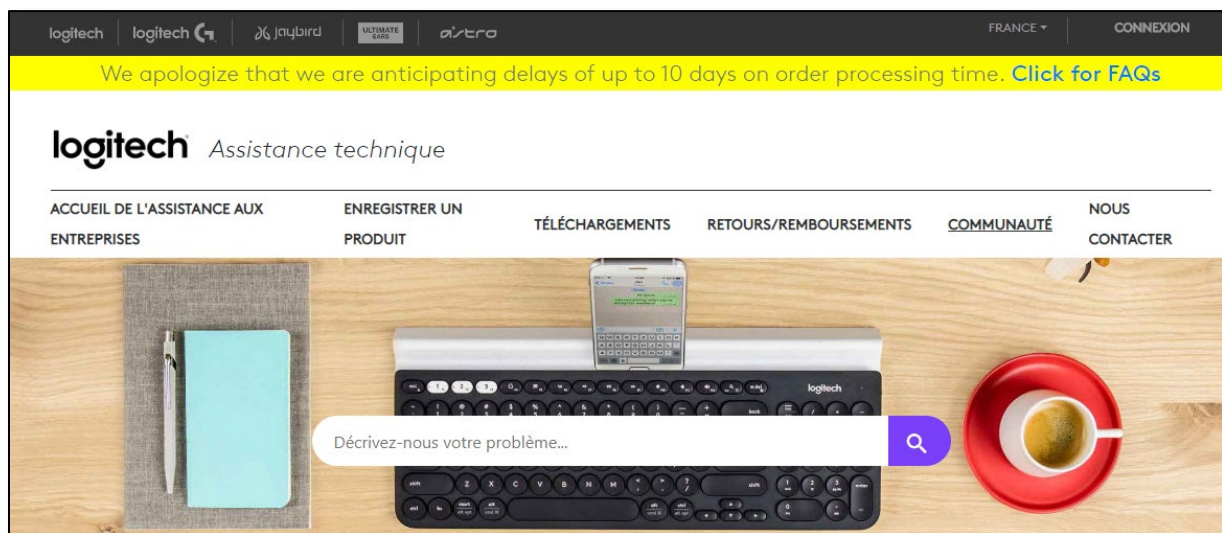 logitech logitech G jaybird ULTIMATE EARS ASTRO FRANCE CONNEXION
We apologize that we are anticipating delays of up to 10 days on order processing time. Click for FAQs
logitech Assistance technique
ACCUEIL DE L'ASSISTANCE AUX ENTREPRISES
ENREGISTRER UN PRODUIT
TÉLÉCHARGEMENTS
RETOURS/REMBOURSEMENTS
COMMUNAUTÉ
NOUS CONTACTER
logitech
Décrivez-nous votre problème...
shift Z X C V B N M shift